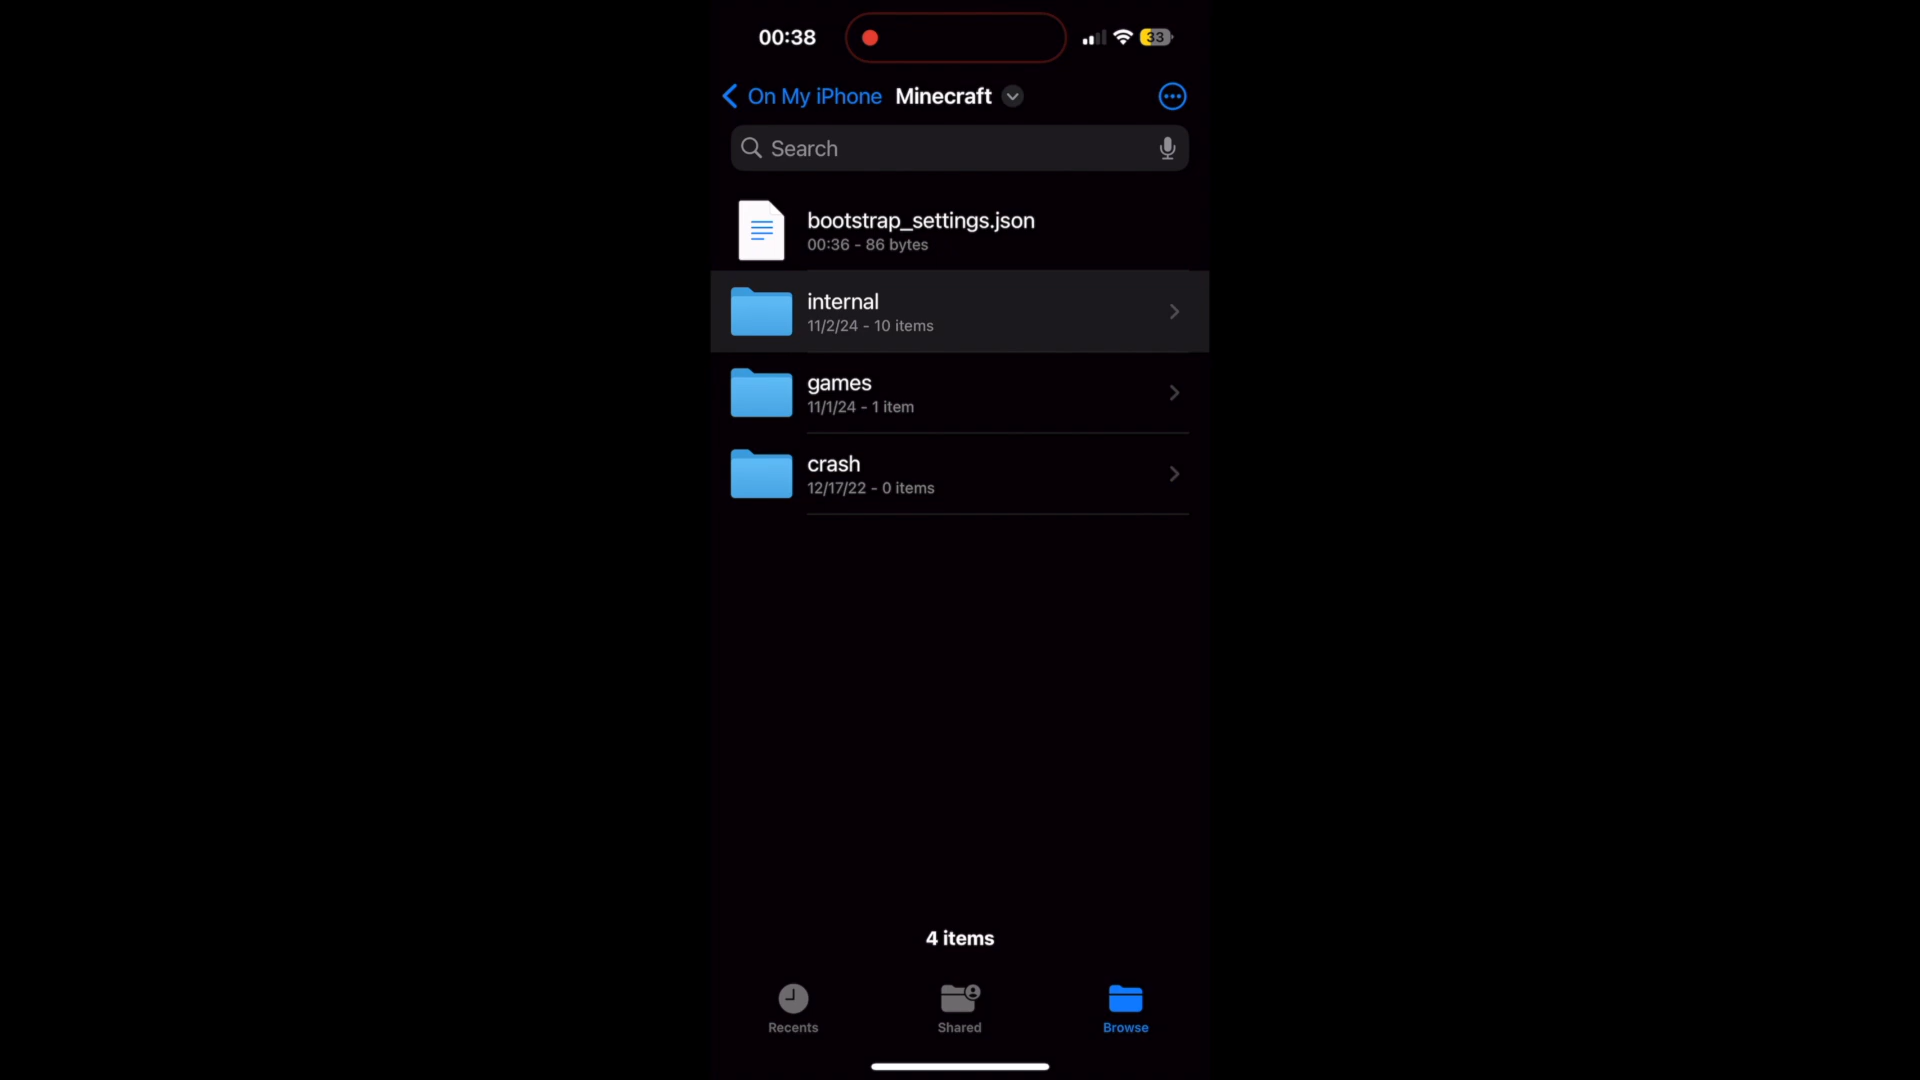 00:38
33
On My iPhone Minecraft
Search
bootstrap_settings.json
00:36 - 86 bytes
internal
11/2/24 - 10 items
games
11/1/24 - 1 item
crash
12/17/22 - 0 items
4 items
Recents Shared Browse